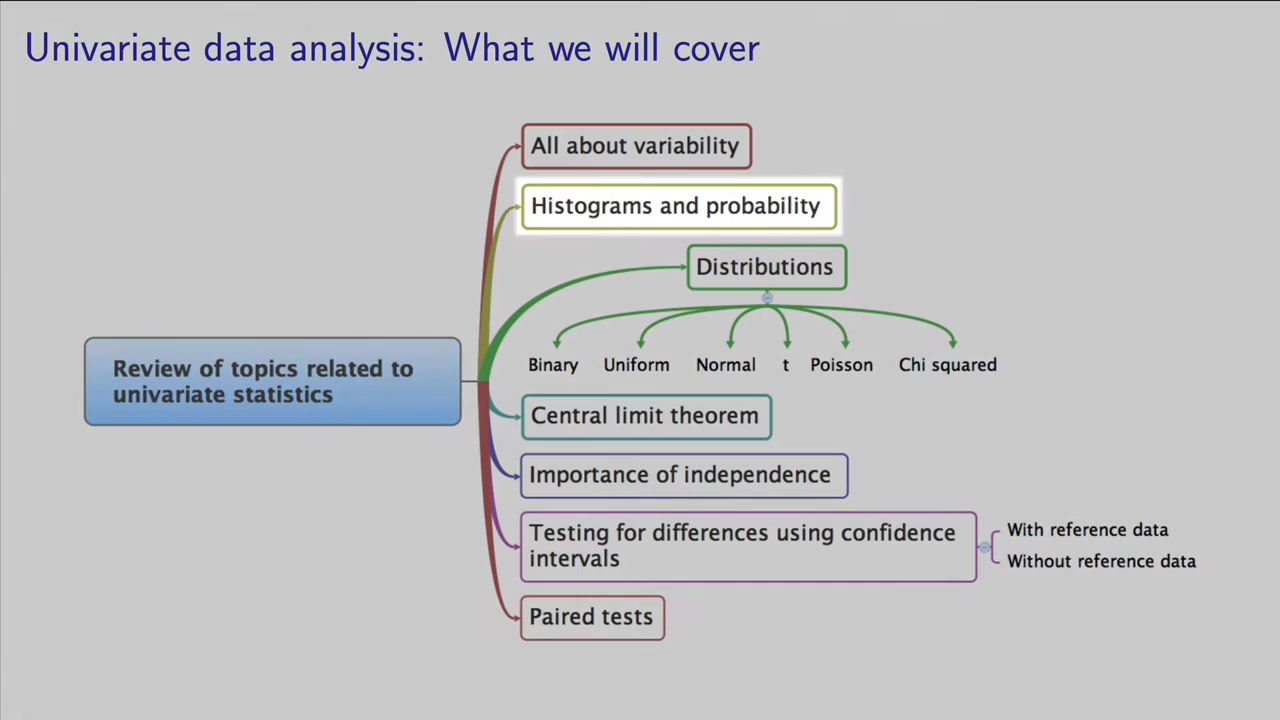 Univariate data analysis: What we will cover
All about variability
Histograms and probability
Distributions
Binary Uniform Normal t Poisson Chi squared
Review of topics related to
univariate statistics
Central limit theorem
Importance of independence
Testing for differences using confidence
intervals
With reference data
Without reference data
Paired tests